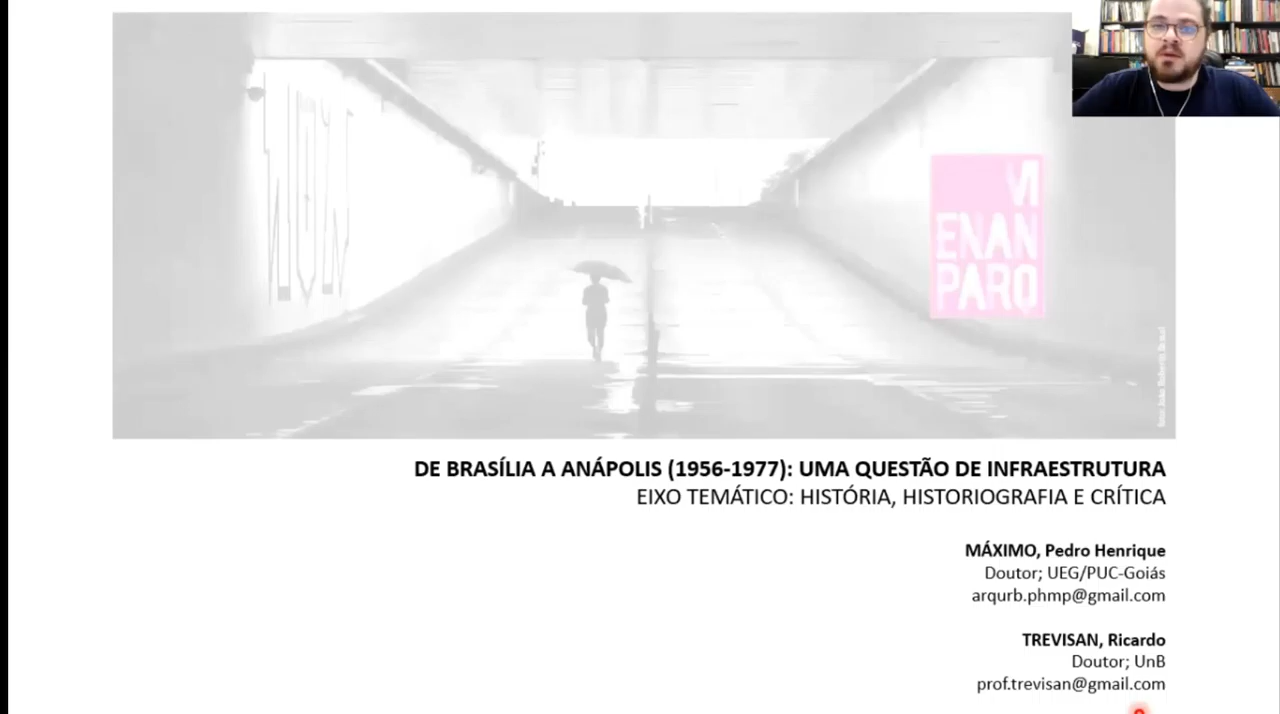 VI
ENAN
PARQ
DE BRASÍLIA A ANÁPOLIS (1956-1977): UMA QUESTÃO DE INFRAESTRUTURA
EIXO TEMÁTICO: HISTÓRIA, HISTORIOGRAFIA E CRÍTICA
MÁXIMO, Pedro Henrique
Doutor; UEG/PUC-Goiás
arqurb.phmp@gmail.com
TREVISAN, Ricardo
Doutor; UnB
prof.trevisan@gmail.com